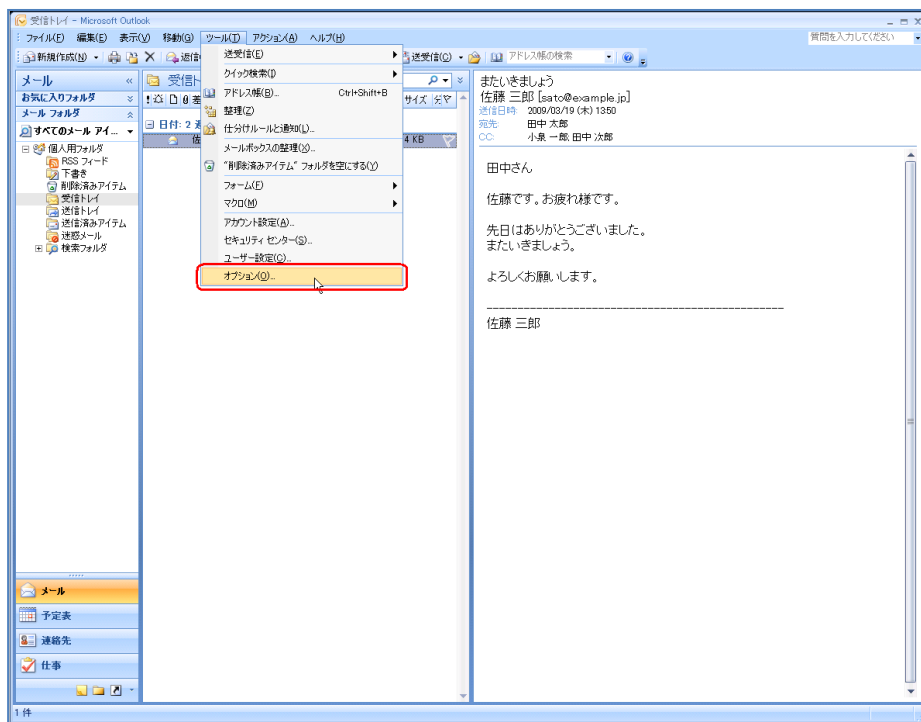 受信トレイ - Microsoft Outlook
ファイル(F) 編集(E) 表示(V) 移動(G) ツール(T) アクション(A) ヘルプ(H)
質問を入力してください
新規作成(N)
送受信(C)
アドレス帳の検索
メール
お気に入りフォルダ
メール フォルダ
すべてのメール アイ...
個人用フォルダ
RSS フィード
下書き
削除済みアイテム
受信トレイ
送信トレイ
送信済みアイテム
迷惑メール
検索フォルダ
メール
予定表
連絡先
仕事
1 件
受信ト
サイズ
日付: 2 週
佐
4 KB
送受信(E)
クイック検索(I)
アドレス帳(B)... Ctrl+Shift+B
整理(Z)
仕分けルールと通知(L)...
メールボックスの整理(X)...
"削除済みアイテム" フォルダを空にする(Y)
フォーム(F)
マクロ(M)
アカウント設定(A)...
セキュリティ センター(S)...
ユーザー設定(C)...
オプション(O)...
またいきましょう
佐藤 三郎 [sato@example.jp]
送信日時: 2009/03/19 (木) 13:50
宛先: 田中 太郎
CC: 小泉 一郎; 田中 次郎
田中さん
佐藤です。お疲れ様です。
先日はありがとうございました。
またいきましょう。
よろしくお願いします。
------------------------------------------------
佐藤 三郎